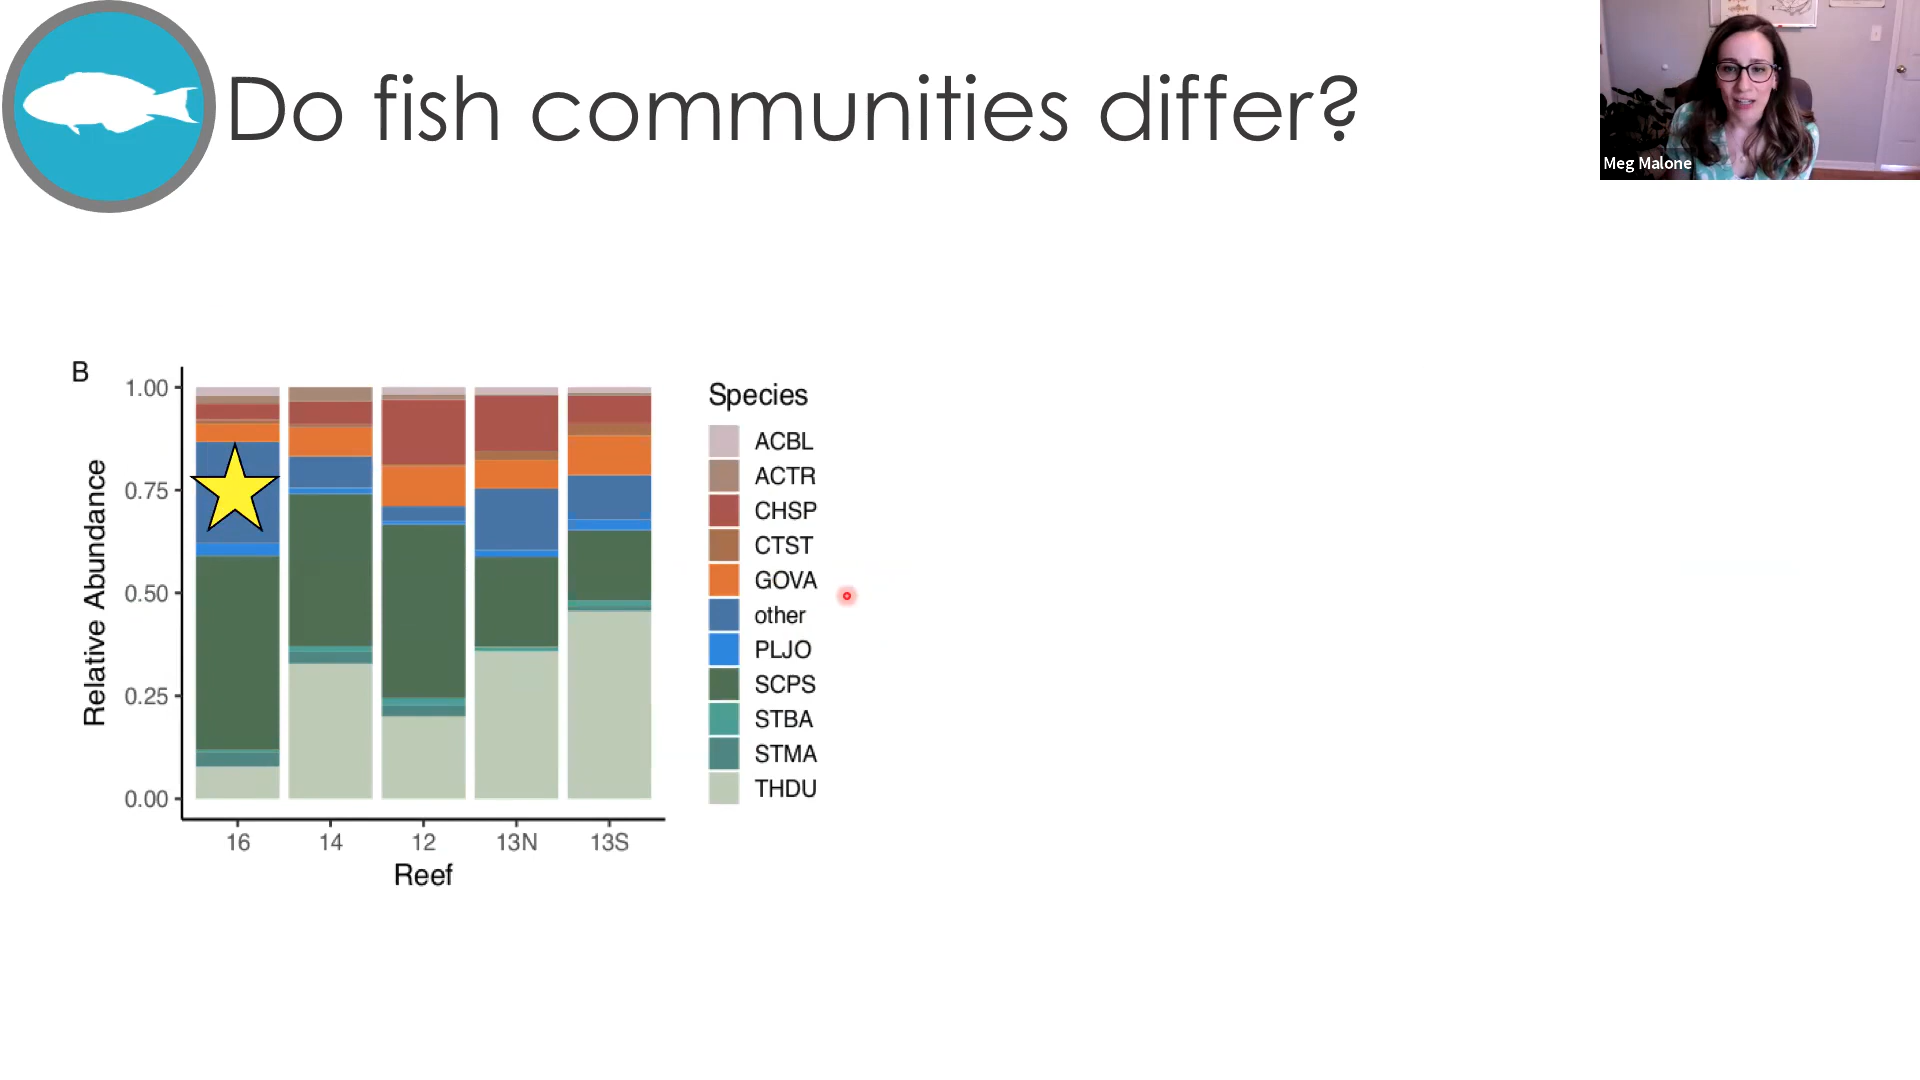 Do fish communities differ?
Meg Malone
B
Relative Abundance
1.00
0.75
0.50
0.25
0.00
16 14 12 13N 13S
Reef
Species
ACBL
ACTR
CHSP
CTST
GOVA
other
PLJO
SCPS
STBA
STMA
THDU